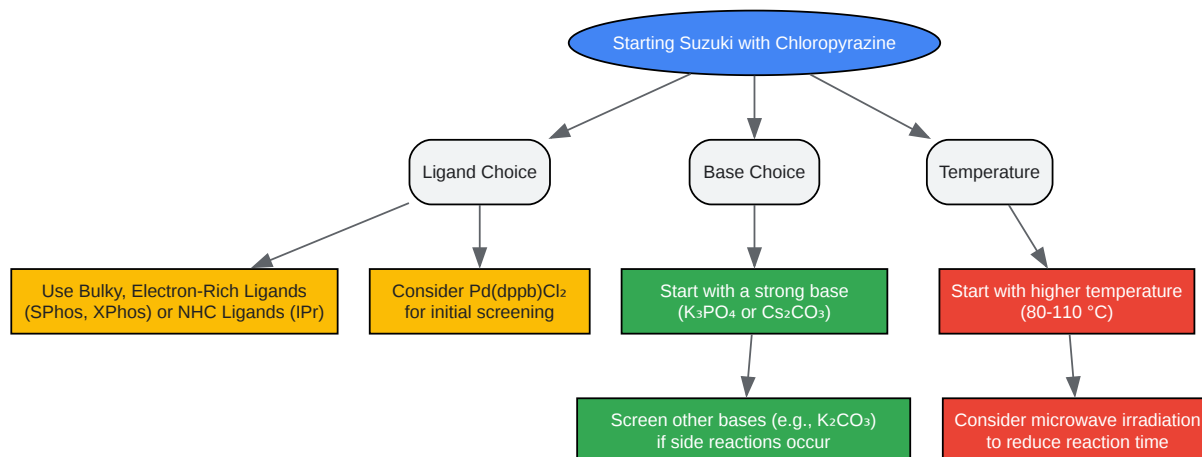 Starting Suzuki with Chloropyrazine
Ligand Choice
Base Choice
Temperature
Use Bulky, Electron-Rich Ligands
(SPhos, XPhos) or NHC Ligands (IPr)
Consider Pd(dppb)Cl₂
for initial screening
Start with a strong base
(K₃PO₄ or Cs₂CO₃)
Start with higher temperature
(80-110 °C)
Screen other bases (e.g., K₂CO₃)
if side reactions occur
Consider microwave irradiation
to reduce reaction time